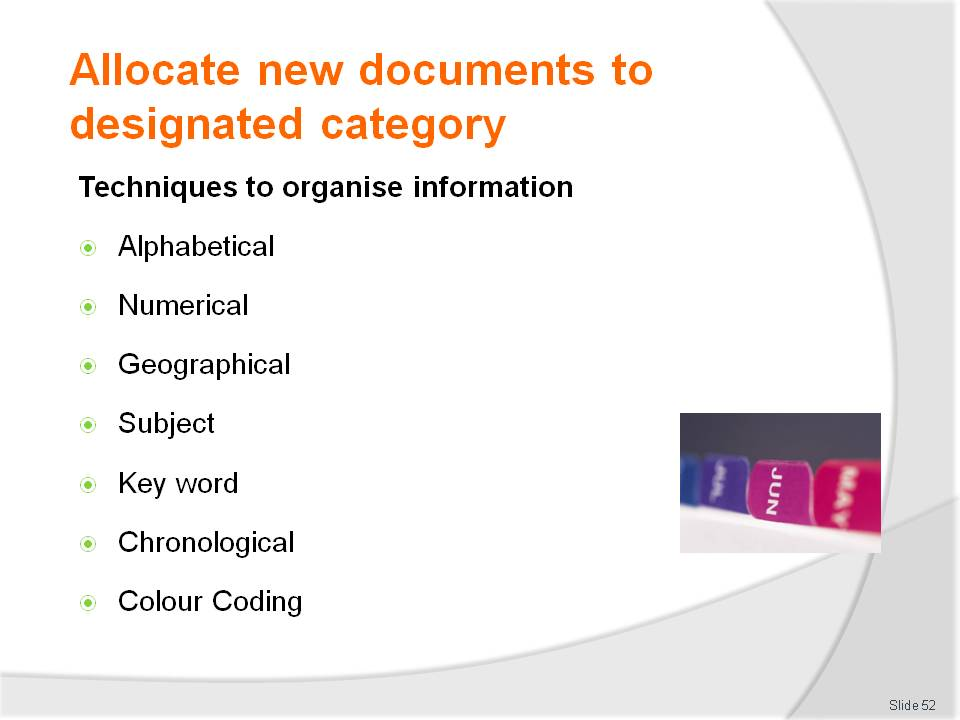 Allocate new documents to
designated category
Techniques to organise information
Alphabetical
Numerical
Geographical
Subject
Key word
Chronological
Colour Coding
JUN
MAY
Slide 52